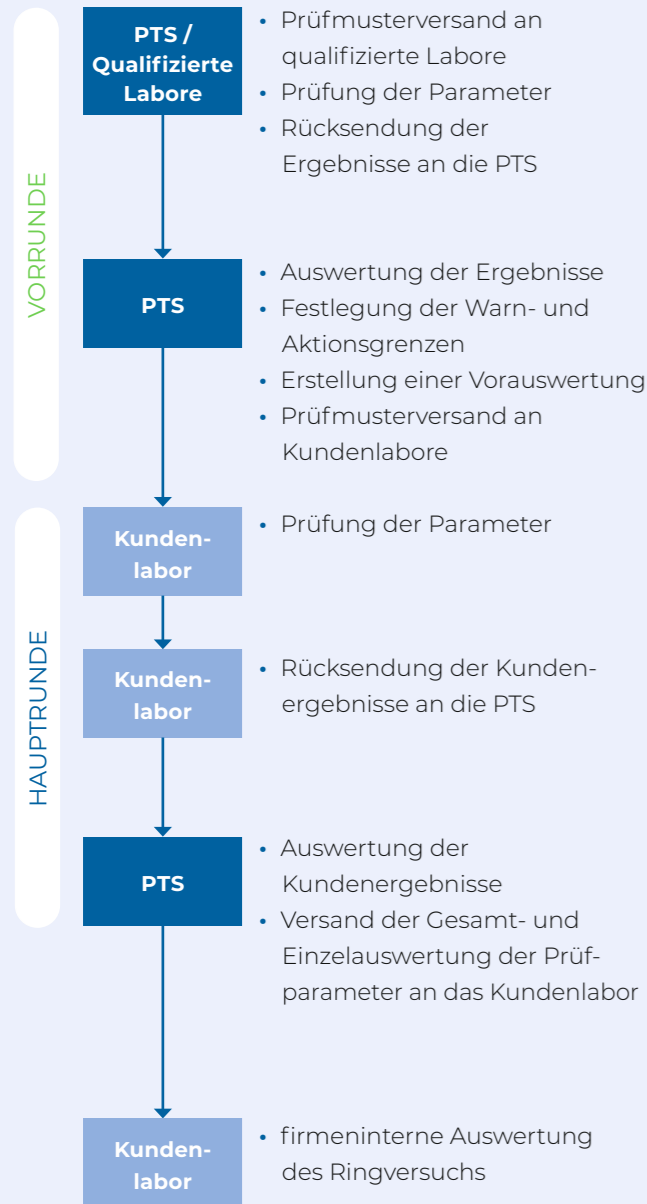 VORRUNDE
PTS /
Qualifizierte
Labore
• Prüfmusterversand an
qualifizierte Labore
• Prüfung der Parameter
• Rücksendung der
Ergebnisse an die PTS
PTS
• Auswertung der Ergebnisse
• Festlegung der Warn- und
Aktionsgrenzen
• Erstellung einer Vorauswertung
• Prüfmusterversand an
Kundenlabore
HAUPTRUNDE
Kunden-
labor
• Prüfung der Parameter
Kunden-
labor
• Rücksendung der Kunden-
ergebnisse an die PTS
PTS
• Auswertung der
Kundenergebnisse
• Versand der Gesamt- und
Einzelauswertung der Prüf-
parameter an das Kundenlabor
Kunden-
labor
• firmeninterne Auswertung
des Ringversuchs